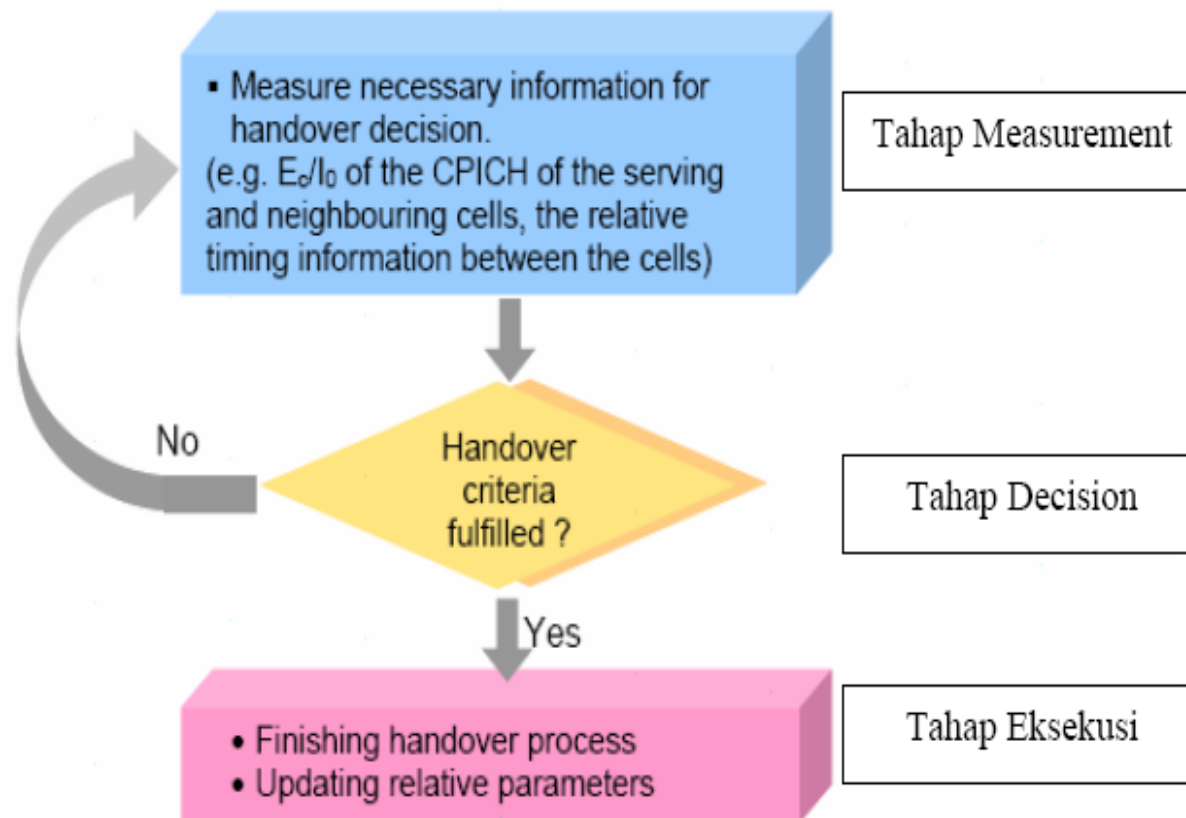 ▪ Measure necessary information for
handover decision.
(e.g. Ec/I0 of the CPICH of the serving
and neighbouring cells, the relative
timing information between the cells)
Tahap Measurement
No
Handover
criteria
fulfilled ?
Tahap Decision
Yes
• Finishing handover process
• Updating relative parameters
Tahap Eksekusi